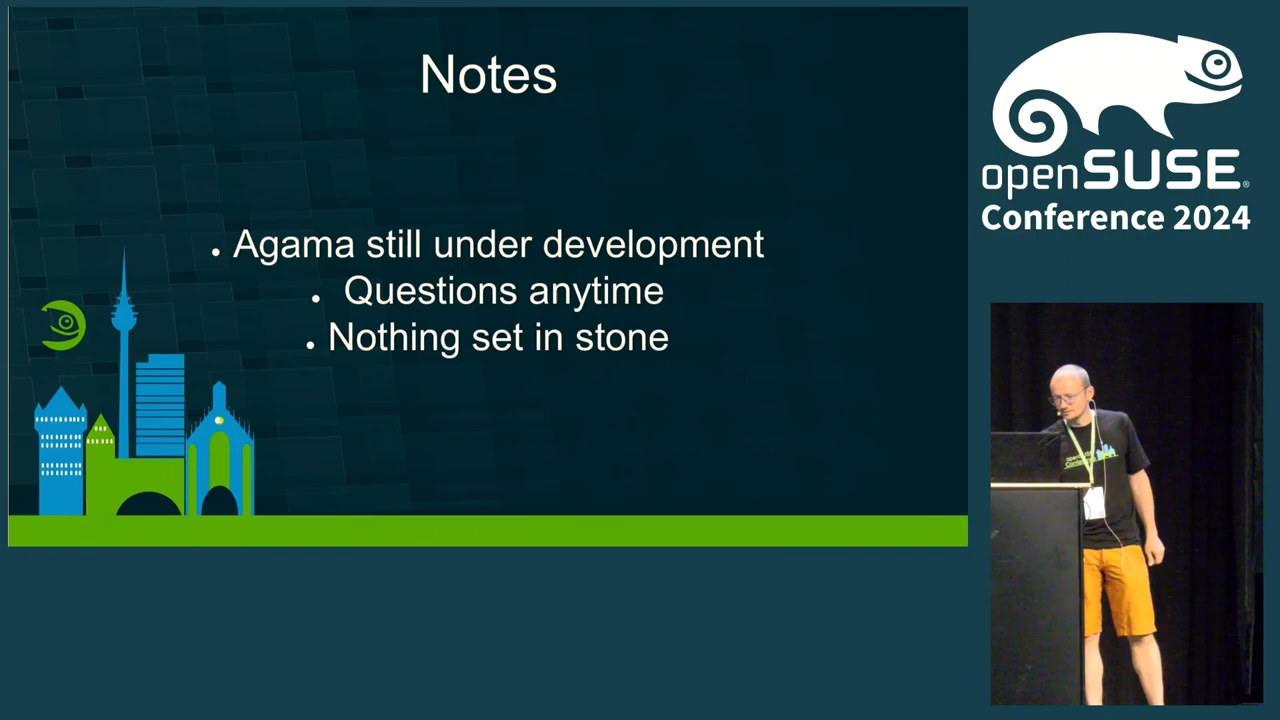 Notes
• Agama still under development
• Questions anytime
• Nothing set in stone
openSUSE®
Conference 2024